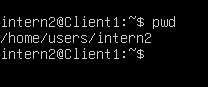 intern2@Client1:~$ pwd
/home/users/intern2
intern2@Client1:~$